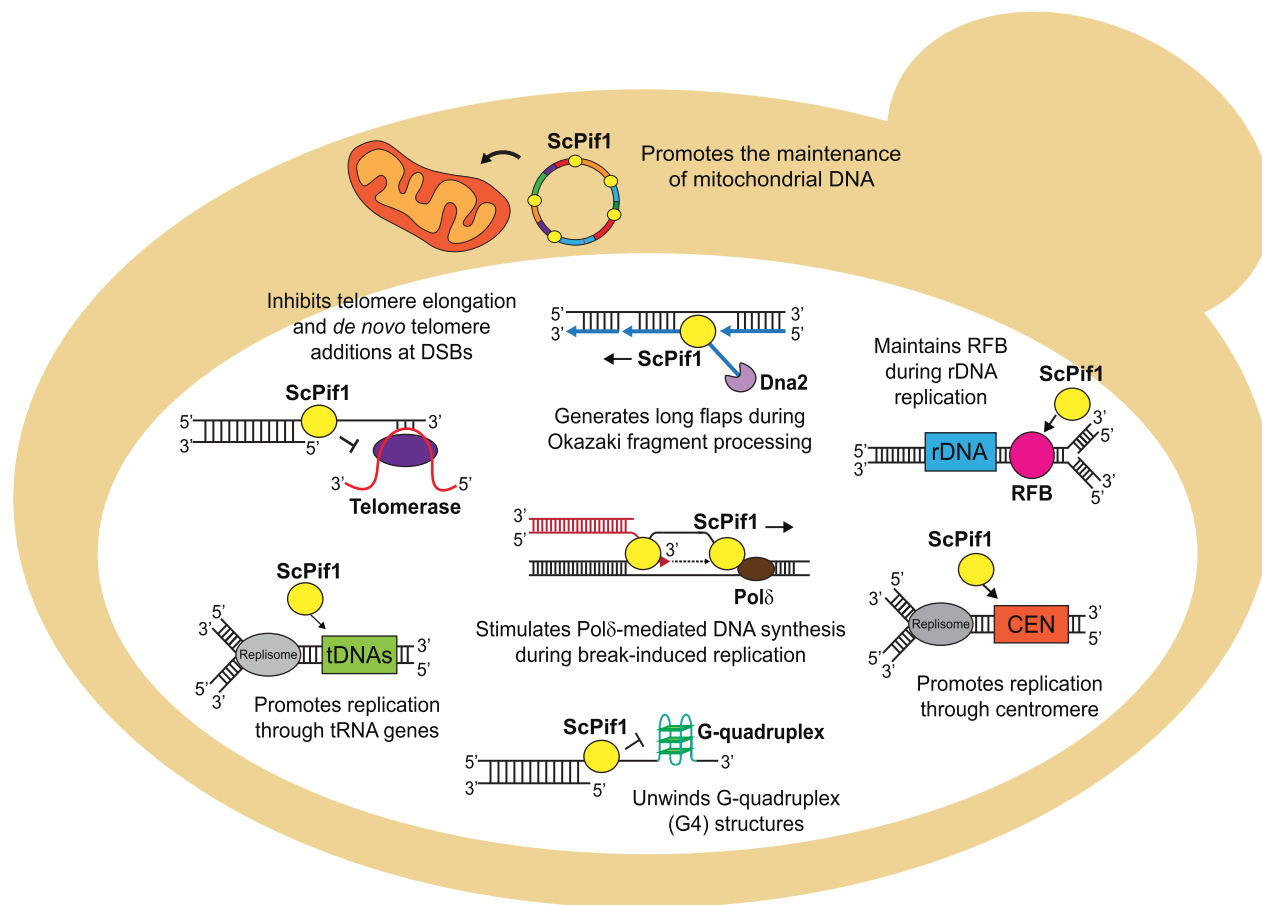 ScPif1
Promotes the maintenance
of mitochondrial DNA
Inhibits telomere elongation
and de novo telomere
additions at DSBs
ScPif1
5’ 3’
3’ 5’
Telomerase
3’ 5’
5’ 3’
3’ 5’
ScPif1
Dna2
Generates long flaps during
Okazaki fragment processing
Maintains RFB
during rDNA
replication
ScPif1
3’
5’
5’
3’
rDNA
RFB
3’
5’
ScPif1
3’
5’
3’
Polδ
Stimulates Polδ-mediated DNA synthesis
during break-induced replication
ScPif1
5’
3’
Replisome
tDNAs
3’
5’
5’
3’
Promotes replication
through tRNA genes
ScPif1
5’
3’
Replisome
CEN
3’
5’
5’
3’
Promotes replication
through centromere
ScPif1
G-quadruplex
5’ 3’
3’ 5’
Unwinds G-quadruplex
(G4) structures